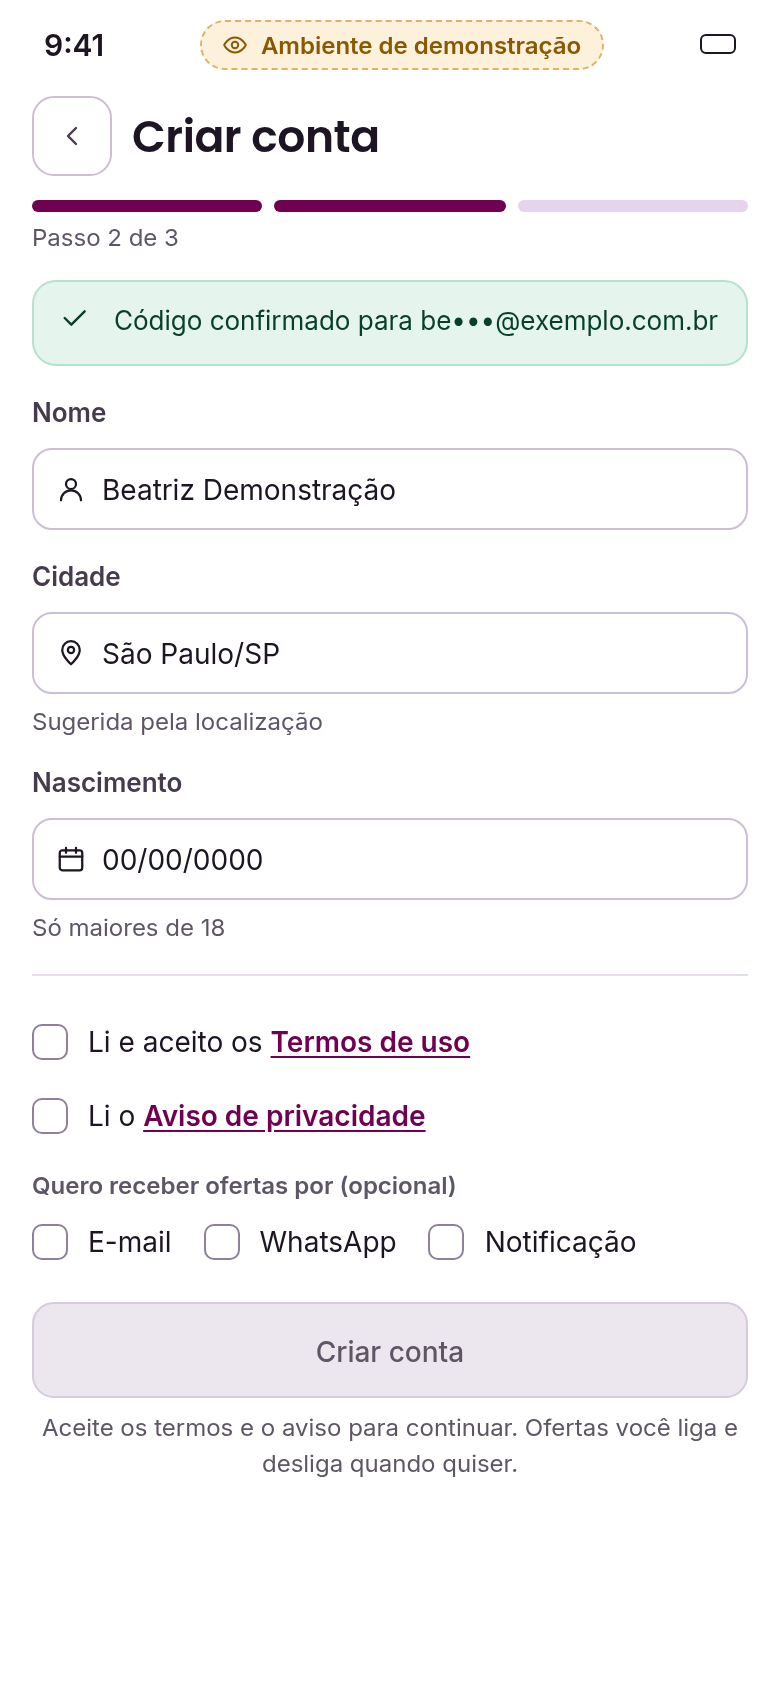 9:41
Ambiente de demonstração
Criar conta
Passo 2 de 3
Código confirmado para be•••@exemplo.com.br
Nome
Beatriz Demonstração
Cidade
São Paulo/SP
Sugerida pela localização
Nascimento
00/00/0000
Só maiores de 18
Li e aceito os Termos de uso
Li o Aviso de privacidade
Quero receber ofertas por (opcional)
E-mail WhatsApp Notificação
Criar conta
Aceite os termos e o aviso para continuar. Ofertas você liga e
desliga quando quiser.